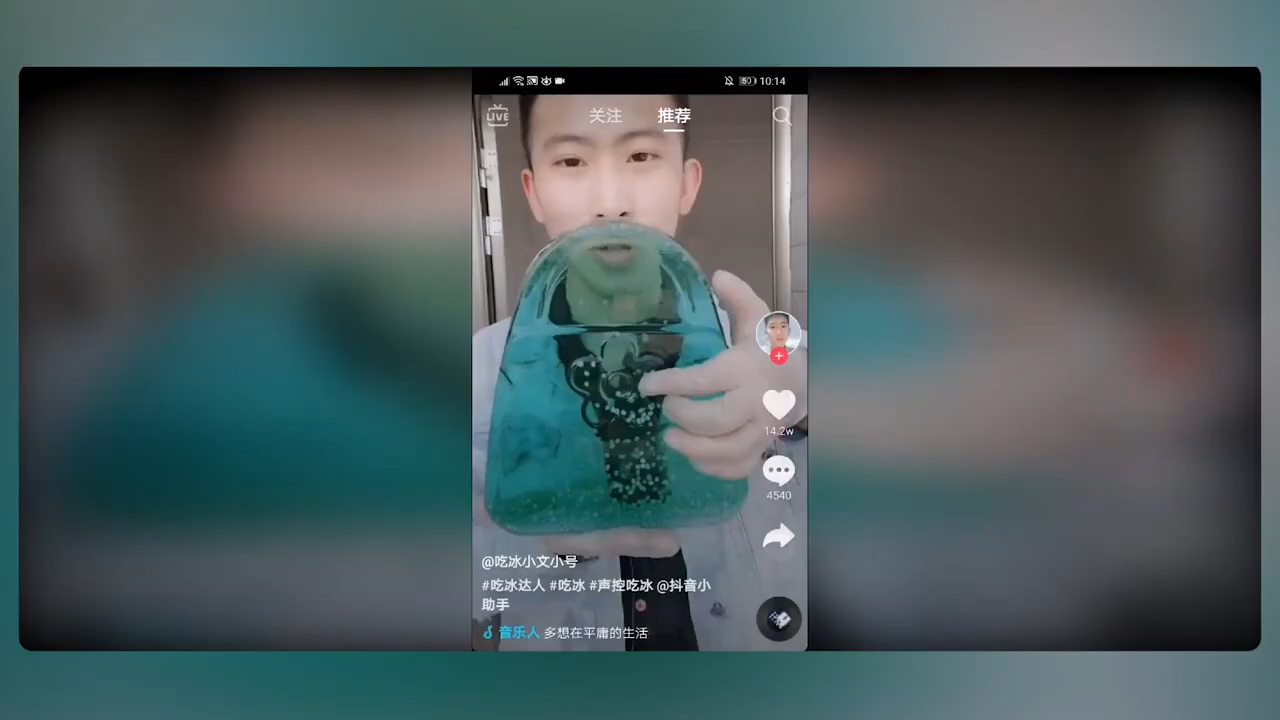 50 10:14
LIVE 关注 推荐
14.2w
4540
@吃冰小文小号
#吃冰达人 #吃冰 #声控吃冰 @抖音小
助手
音乐人 多想在平庸的生活